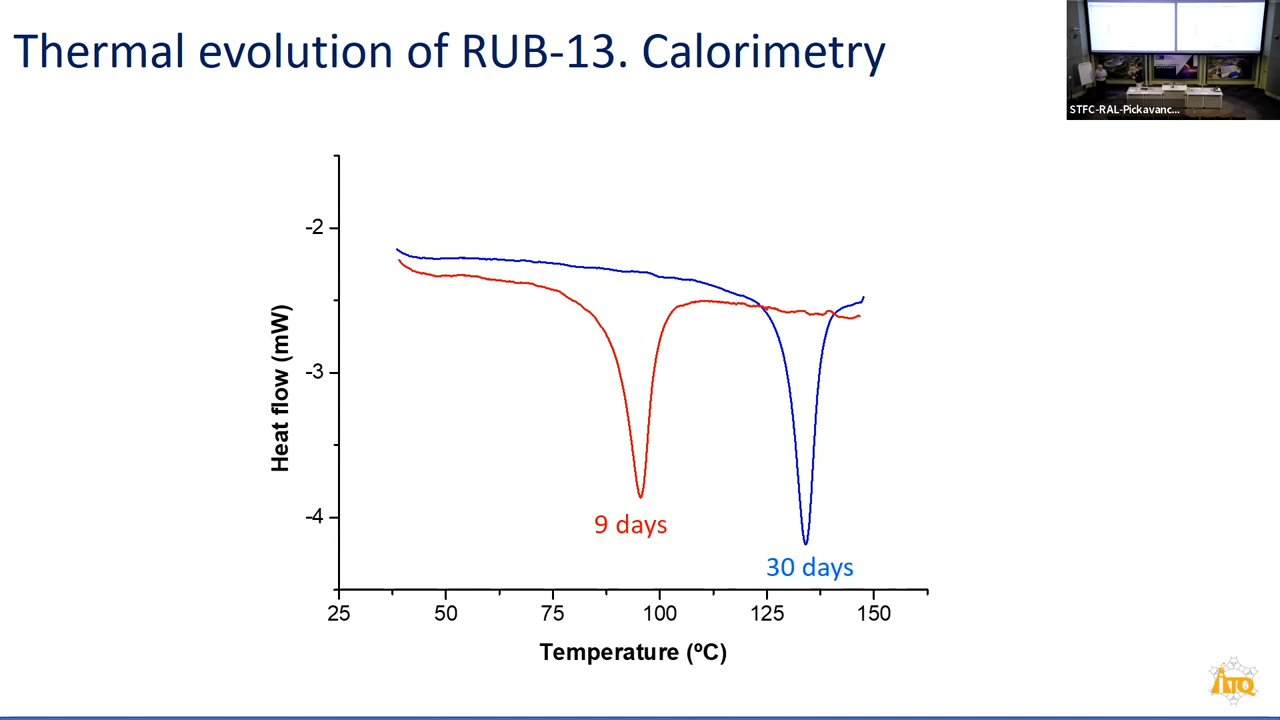 Thermal evolution of RUB-13. Calorimetry
STFC-RAL-Pickavanc...
-2
-3
-4
Heat flow (mW)
9 days
30 days
25 50 75 100 125 150
Temperature (ºC)
ITQ